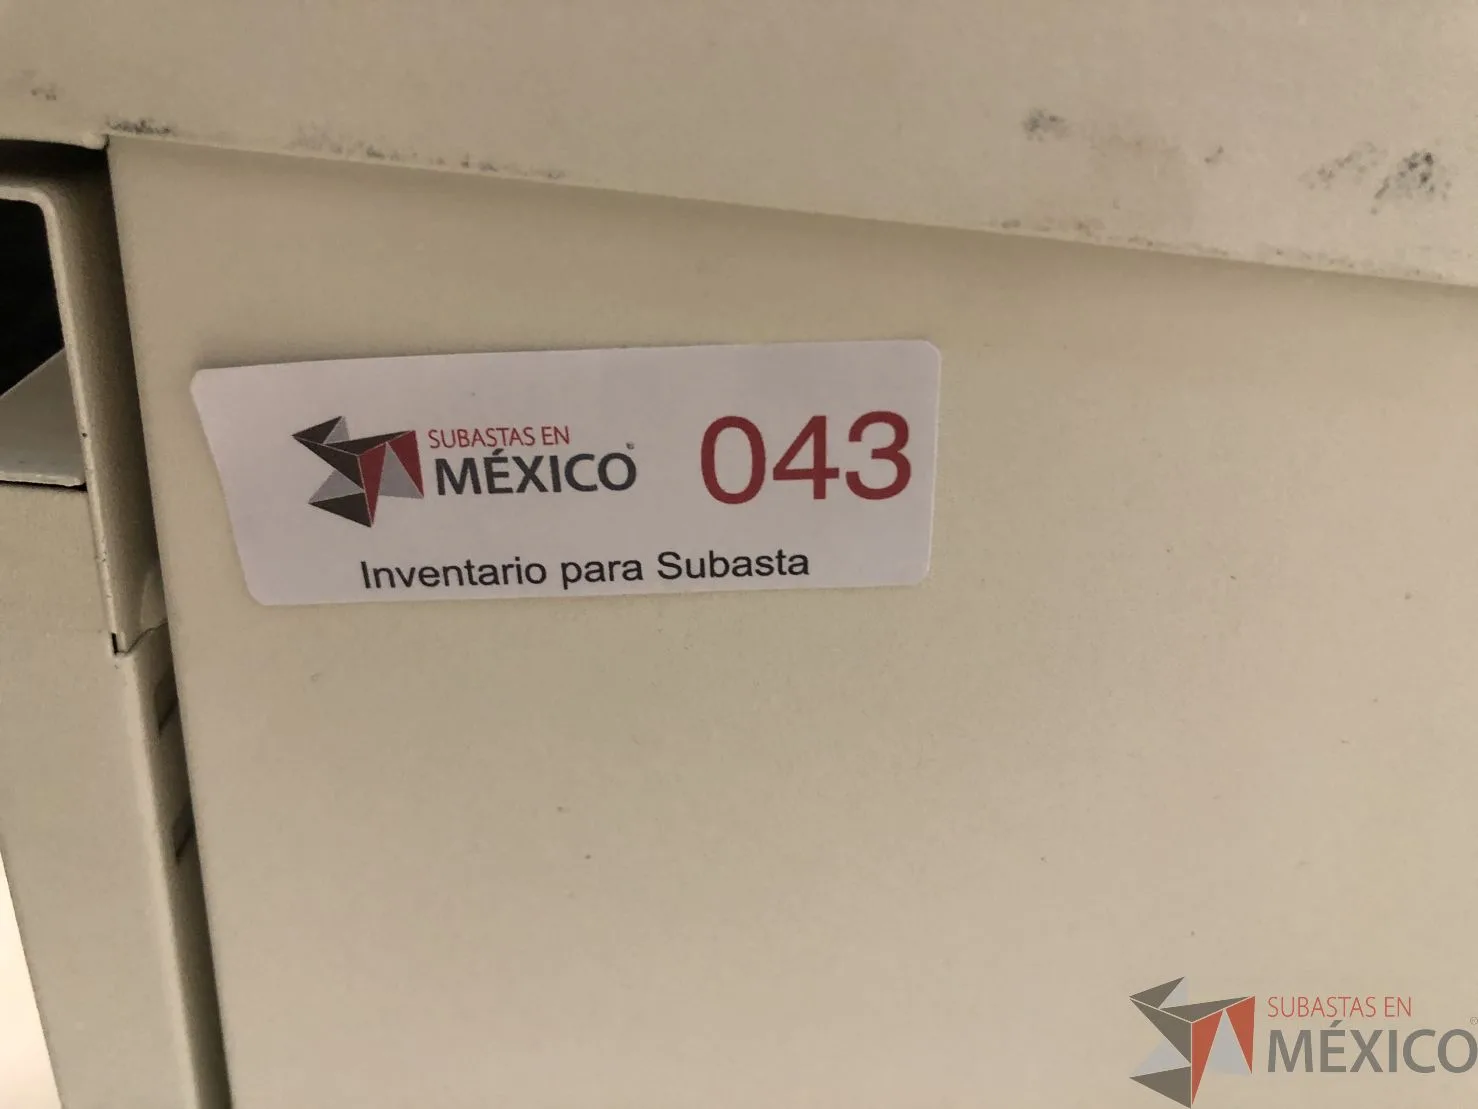 SUBASTAS EN
MÉXICO®
043
Inventario para Subasta
SUBASTAS EN
MÉXICO®